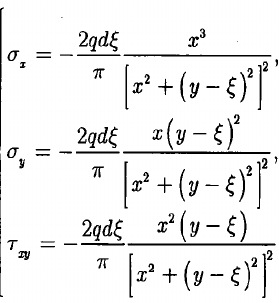 σ_x = -\frac{2qdξ}{π} \frac{x^3}{[x^2 + (y - ξ)^2]^2},
σ_y = -\frac{2qdξ}{π} \frac{x(y - ξ)^2}{[x^2 + (y - ξ)^2]^2},
τ_{xy} = -\frac{2qdξ}{π} \frac{x^2(y - ξ)}{[x^2 + (y - ξ)^2]^2}